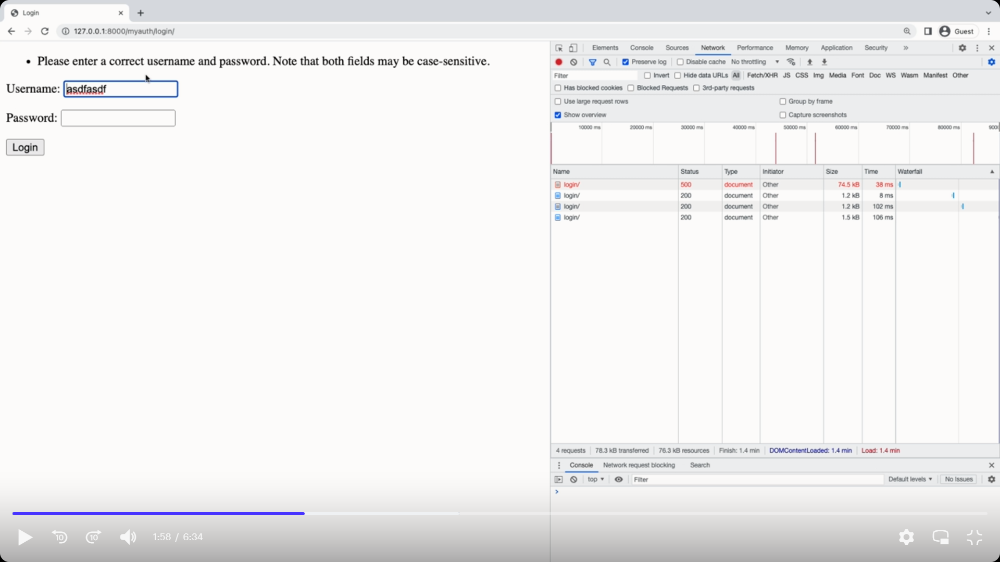 Login
127.0.0.1:8000/myauth/login/
Guest
Please enter a correct username and password. Note that both fields may be case-sensitive.
Username: asdfasdf
Password:
Login
Elements Console Sources Network Performance Memory Application Security »
Preserve log Disable cache No throttling
Filter Invert Hide data URLs All Fetch/XHR JS CSS Img Media Font Doc WS Wasm Manifest Other
Has blocked cookies Blocked Requests 3rd-party requests
Use large request rows Group by frame
Show overview Capture screenshots
10000 ms 20000 ms 30000 ms 40000 ms 50000 ms 60000 ms 70000 ms 80000 ms
Name Status Type Initiator Size Time Waterfall
login/ 500 document Other 74.5 kB 38 ms
login/ 200 document Other 1.2 kB 8 ms
login/ 200 document Other 1.2 kB 102 ms
login/ 200 document Other 1.5 kB 106 ms
4 requests 78.3 kB transferred 76.3 kB resources Finish: 1.4 min DOMContentLoaded: 1.4 min Load: 1.4 min
Console Network request blocking Search
top Filter Default levels No Issues
10 10 1:58 / 6:34